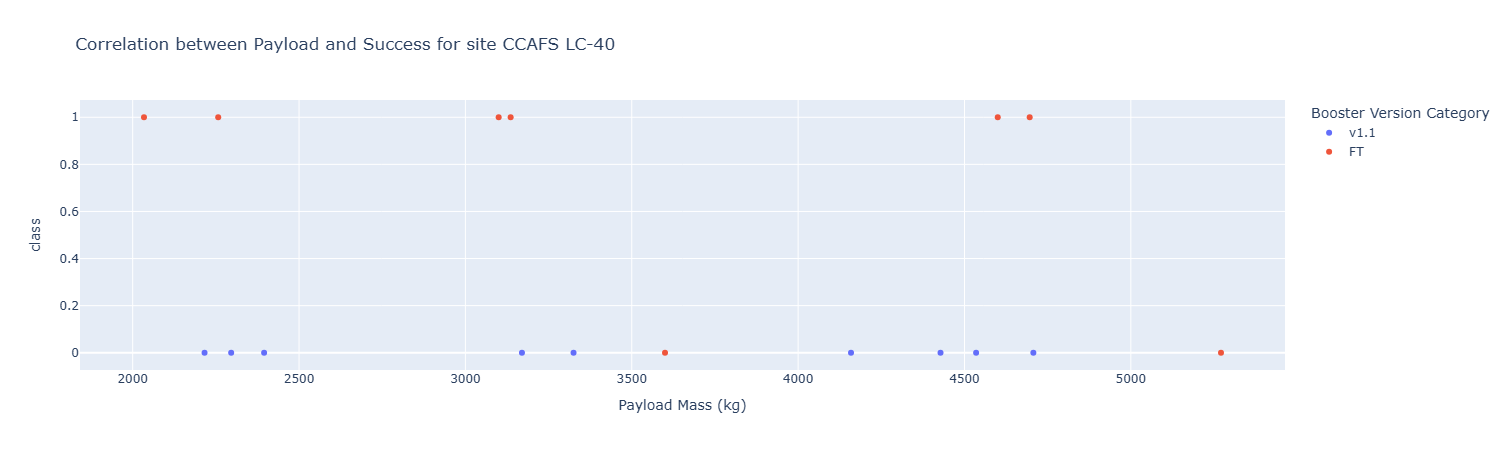 Correlation between Payload and Success for site CCAFS LC-40
Booster Version Category
v1.1
FT
1
0.8
0.6
0.4
0.2
0
class
2000 2500 3000 3500 4000 4500 5000
Payload Mass (kg)